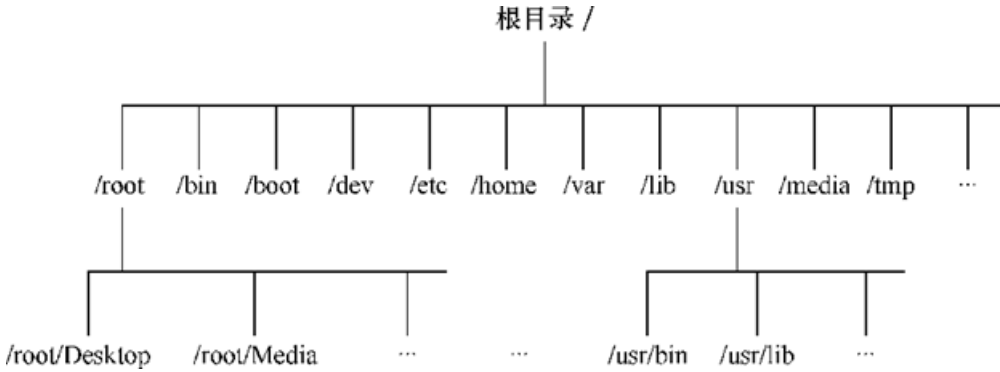 根目录 /
/root /bin /boot /dev /etc /home /var /lib /usr /media /tmp ...
/root/Desktop /root/Media ... ... /usr/bin /usr/lib ...